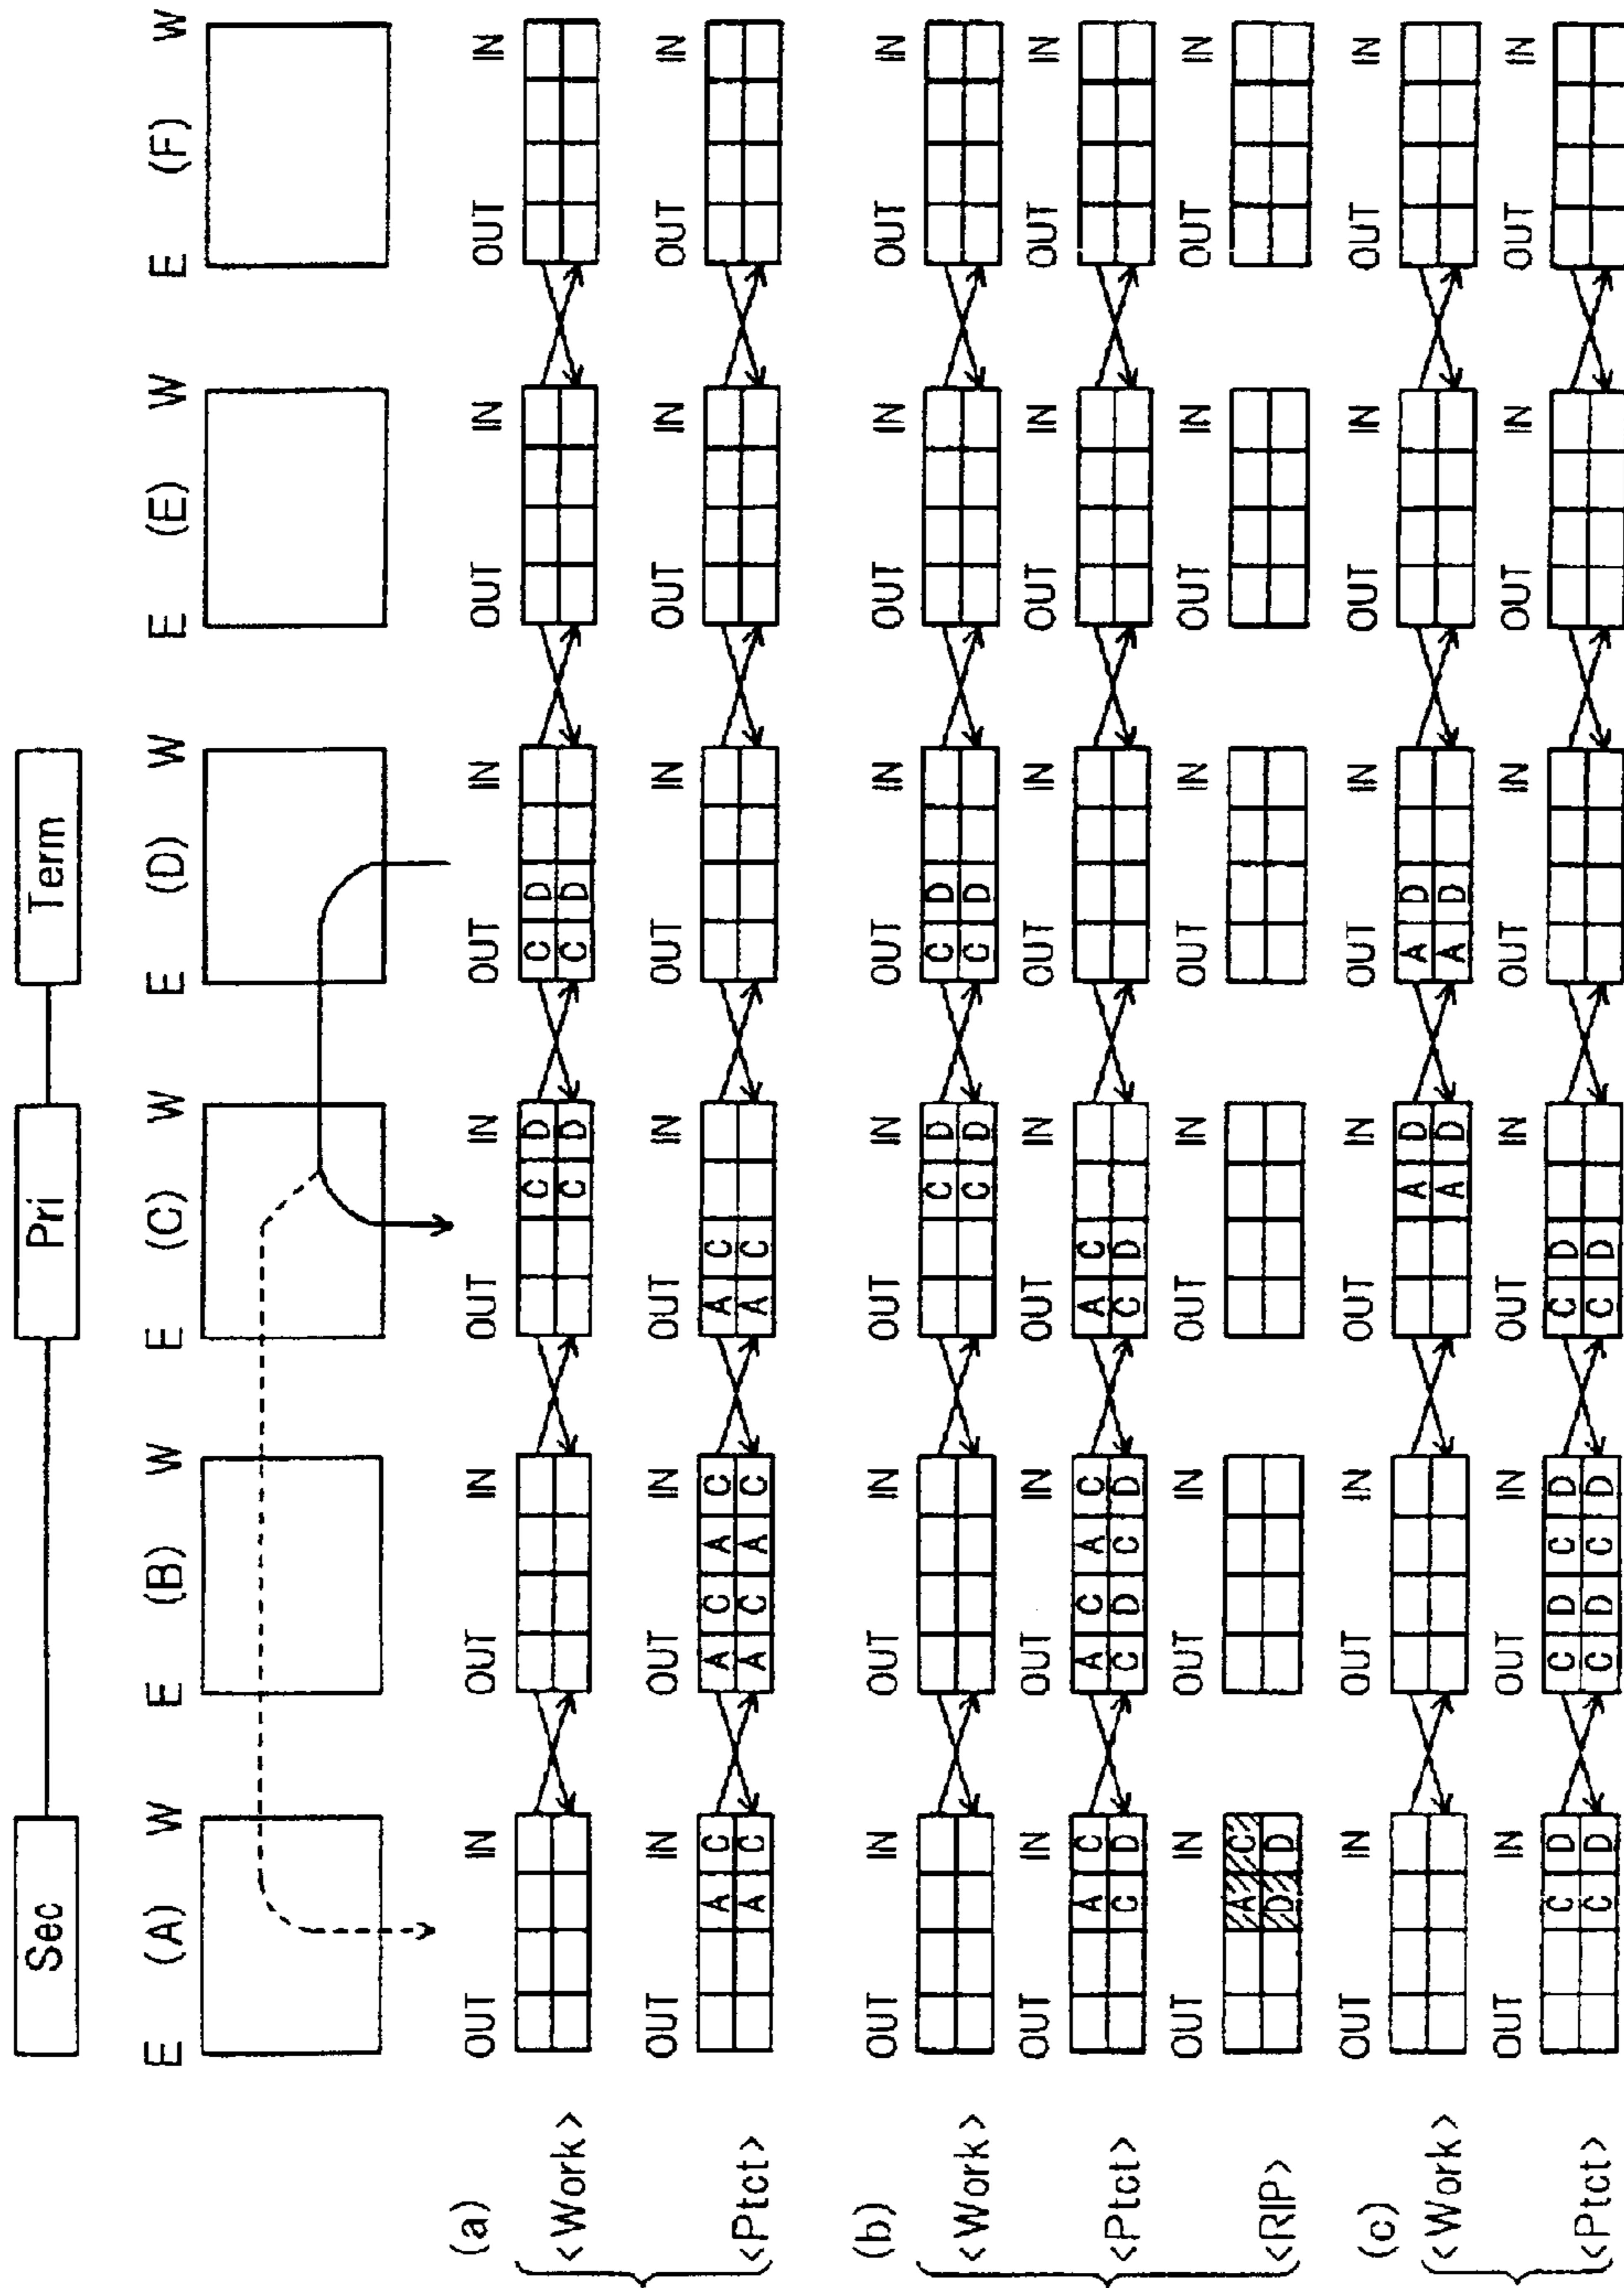 Sec Pri Term
E (A) W E (B) W E (C) W E (D) W E (E) W E (F) W
(a)
OUT IN OUT IN OUT IN OUT IN OUT IN OUT IN
<Work>
C D C D
C D C D
OUT IN OUT IN OUT IN OUT IN OUT IN OUT IN
<Ptct>
A C A C A C A C
A C A C A C A C
(b)
OUT IN OUT IN OUT IN OUT IN OUT IN OUT IN
<Work>
C D C D
C D C D
OUT IN OUT IN OUT IN OUT IN OUT IN OUT IN
<Ptct>
A C A C A C A C
C D C D C D C D
OUT IN OUT IN OUT IN OUT IN OUT IN OUT IN
<RIP>
A C
D D
(c)
OUT IN OUT IN OUT IN OUT IN OUT IN OUT IN
<Work>
A D A D
A D A D
OUT IN OUT IN OUT IN OUT IN OUT IN OUT IN
<Ptct>
C D C D C D C D
C D C D C D C D